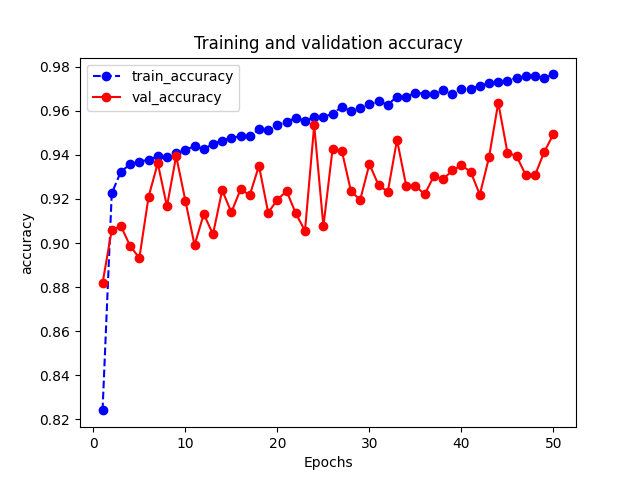 Training and validation accuracy
train_accuracy
val_accuracy
accuracy
0.98
0.96
0.94
0.92
0.90
0.88
0.86
0.84
0.82
0 10 20 30 40 50
Epochs